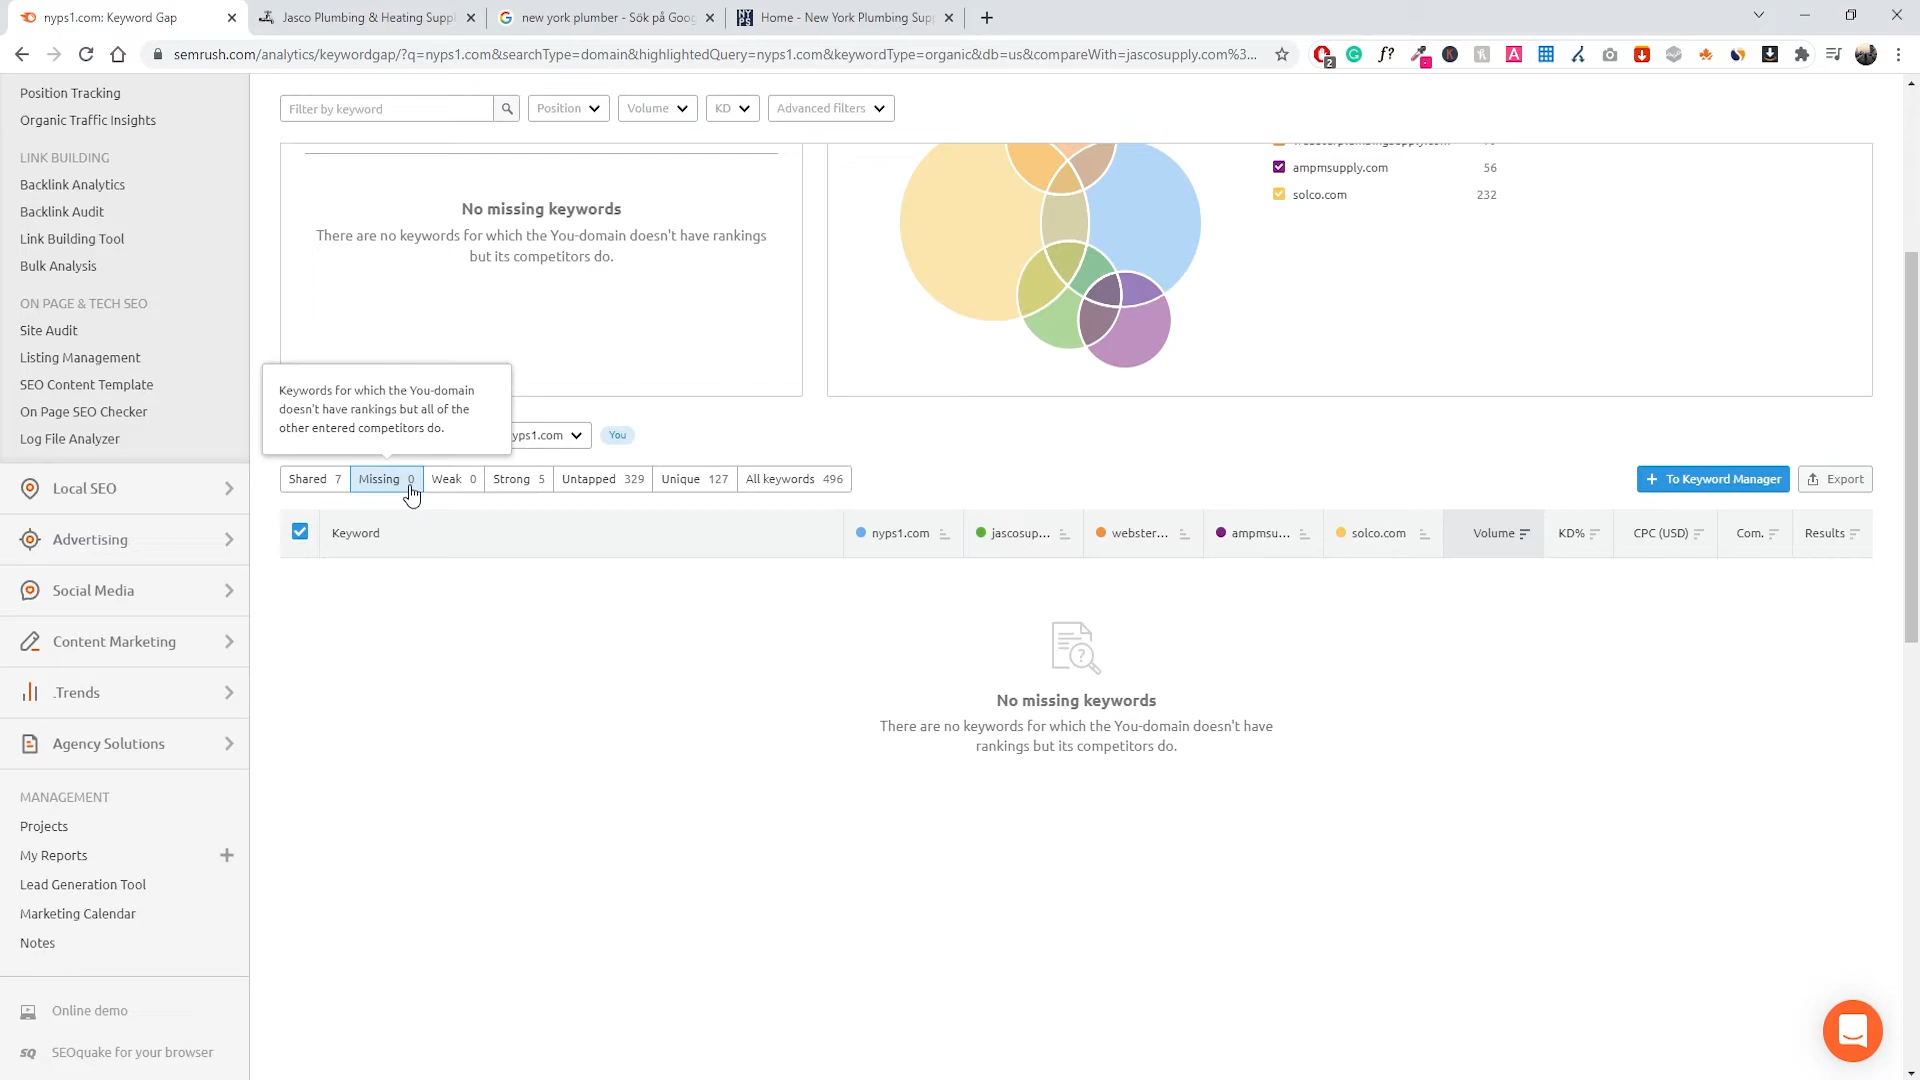 nyps1.com: Keyword Gap
Jasco Plumbing & Heating Suppl
new york plumber - Sök på Goog
Home - New York Plumbing Supp
semrush.com/analytics/keywordgap/?q=nyps1.com&searchType=domain&highlightedQuery=nyps1.com&keywordType=organic&db=us&compareWith=jascosupply.com%3...
2
Position Tracking
Organic Traffic Insights
LINK BUILDING
Backlink Analytics
Backlink Audit
Link Building Tool
Bulk Analysis
ON PAGE & TECH SEO
Site Audit
Listing Management
SEO Content Template
On Page SEO Checker
Log File Analyzer
Local SEO
Advertising
Social Media
Content Marketing
.Trends
Agency Solutions
MANAGEMENT
Projects
My Reports
Lead Generation Tool
Marketing Calendar
Notes
Online demo
SEOquake for your browser
Filter by keyword
Position
Volume
KD
Advanced filters
No missing keywords
There are no keywords for which the You-domain doesn't have rankings
but its competitors do.
ampmsupply.com 56
solco.com 232
Keywords for which the You-domain
doesn't have rankings but all of the
other entered competitors do.
yps1.com
You
Shared 7
Missing 0
Weak 0
Strong 5
Untapped 329
Unique 127
All keywords 496
+ To Keyword Manager
Export
Keyword
nyps1.com
jascosup...
webster...
ampmsu...
solco.com
Volume
KD%
CPC (USD)
Com.
Results
No missing keywords
There are no keywords for which the You-domain doesn't have
rankings but its competitors do.